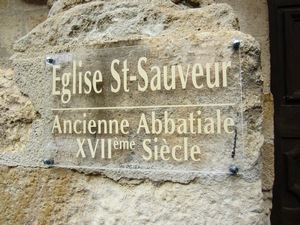 Eglise St-Sauveur
Ancienne Abbatiale
XVIIème Siècle